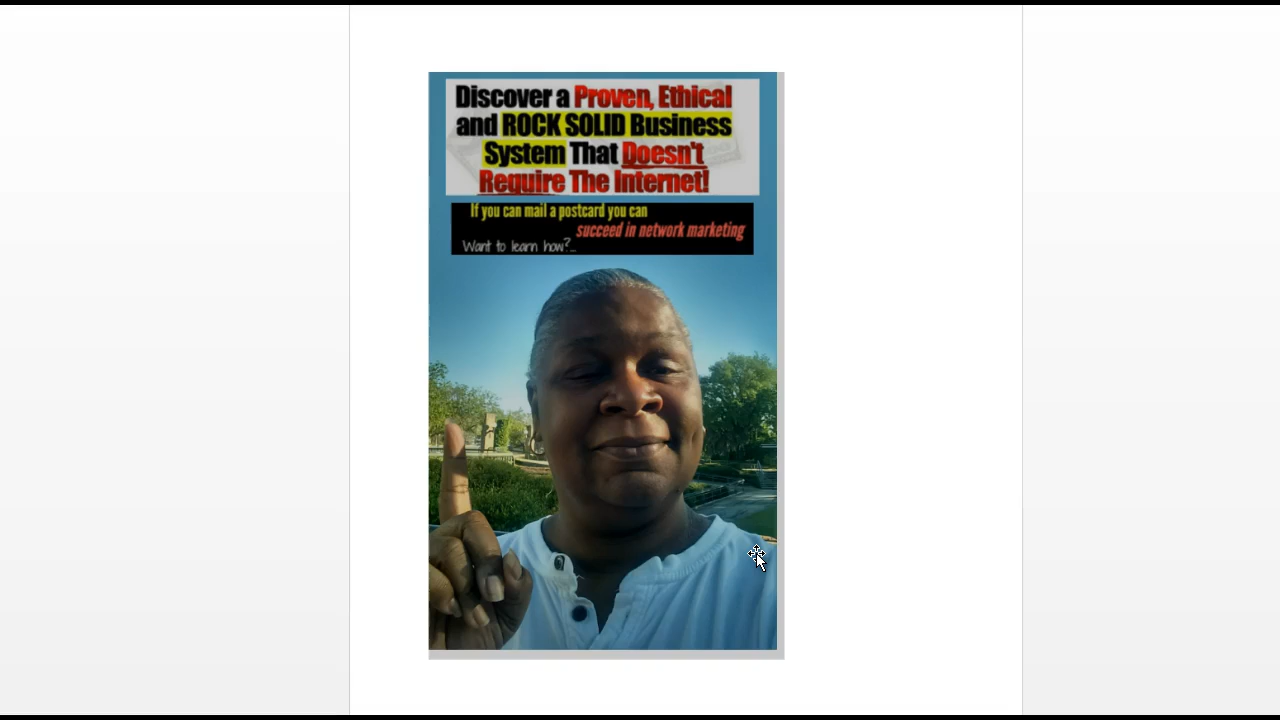 Discover a Proven, Ethical
and ROCK SOLID Business
System That Doesn't
Require The Internet!
If you can mail a postcard you can
succeed in network marketing
Want to learn how?...